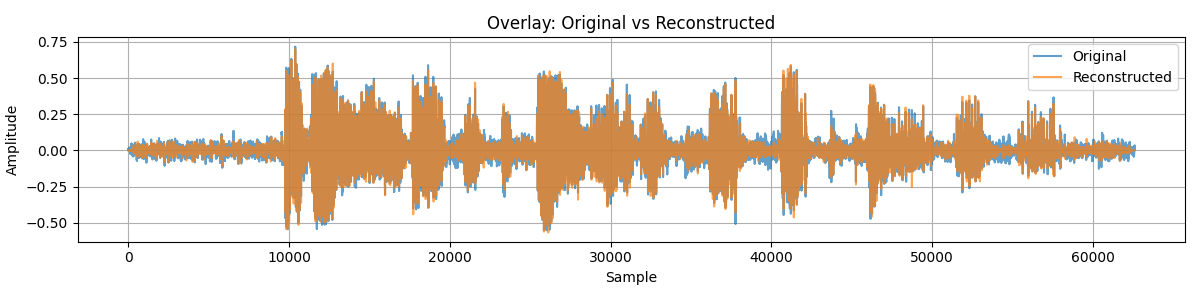 Overlay: Original vs Reconstructed
Original
Reconstructed
Amplitude
0.75
0.50
0.25
0.00
−0.25
−0.50
0 10000 20000 30000 40000 50000 60000
Sample